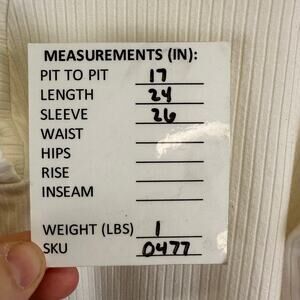 MEASUREMENTS (IN):
PIT TO PIT 17
LENGTH 24
SLEEVE 26
WAIST
HIPS
RISE
INSEAM
WEIGHT (LBS) 1
SKU 0477